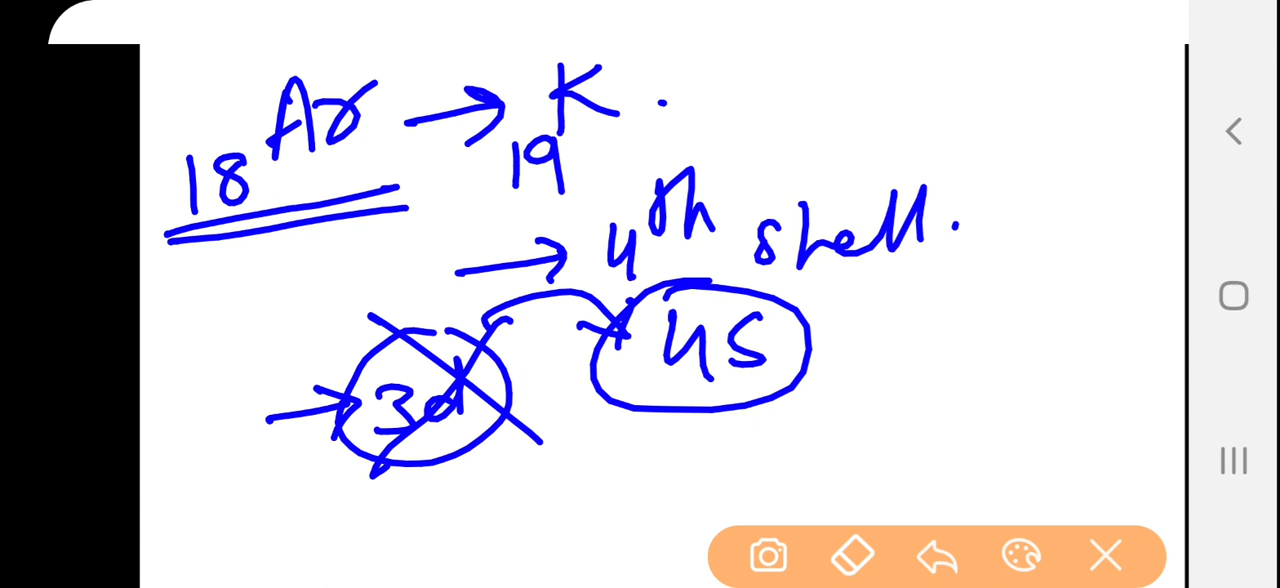 18Ar → 19K.
→ 4th shell.
→ 3d 4s